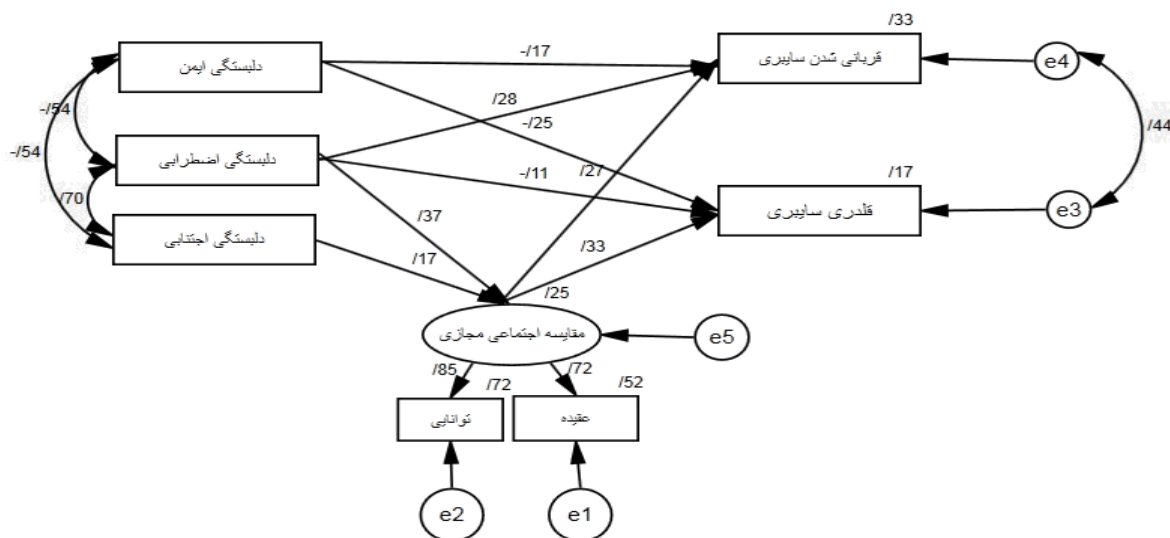 /33
-/17
دلبستگی ایمن
قربانی شدن سایبری
e4
-/54
/28
-/25
/44
-/54
دلبستگی اضطرابی
-/11
/27
/17
/70
قلدری سایبری
e3
دلبستگی اجتنابی
/37
/17
/33
/25
مقایسه اجتماعی مجازی
e5
/85
/72
/72
/52
توانایی
عقیده
e2
e1